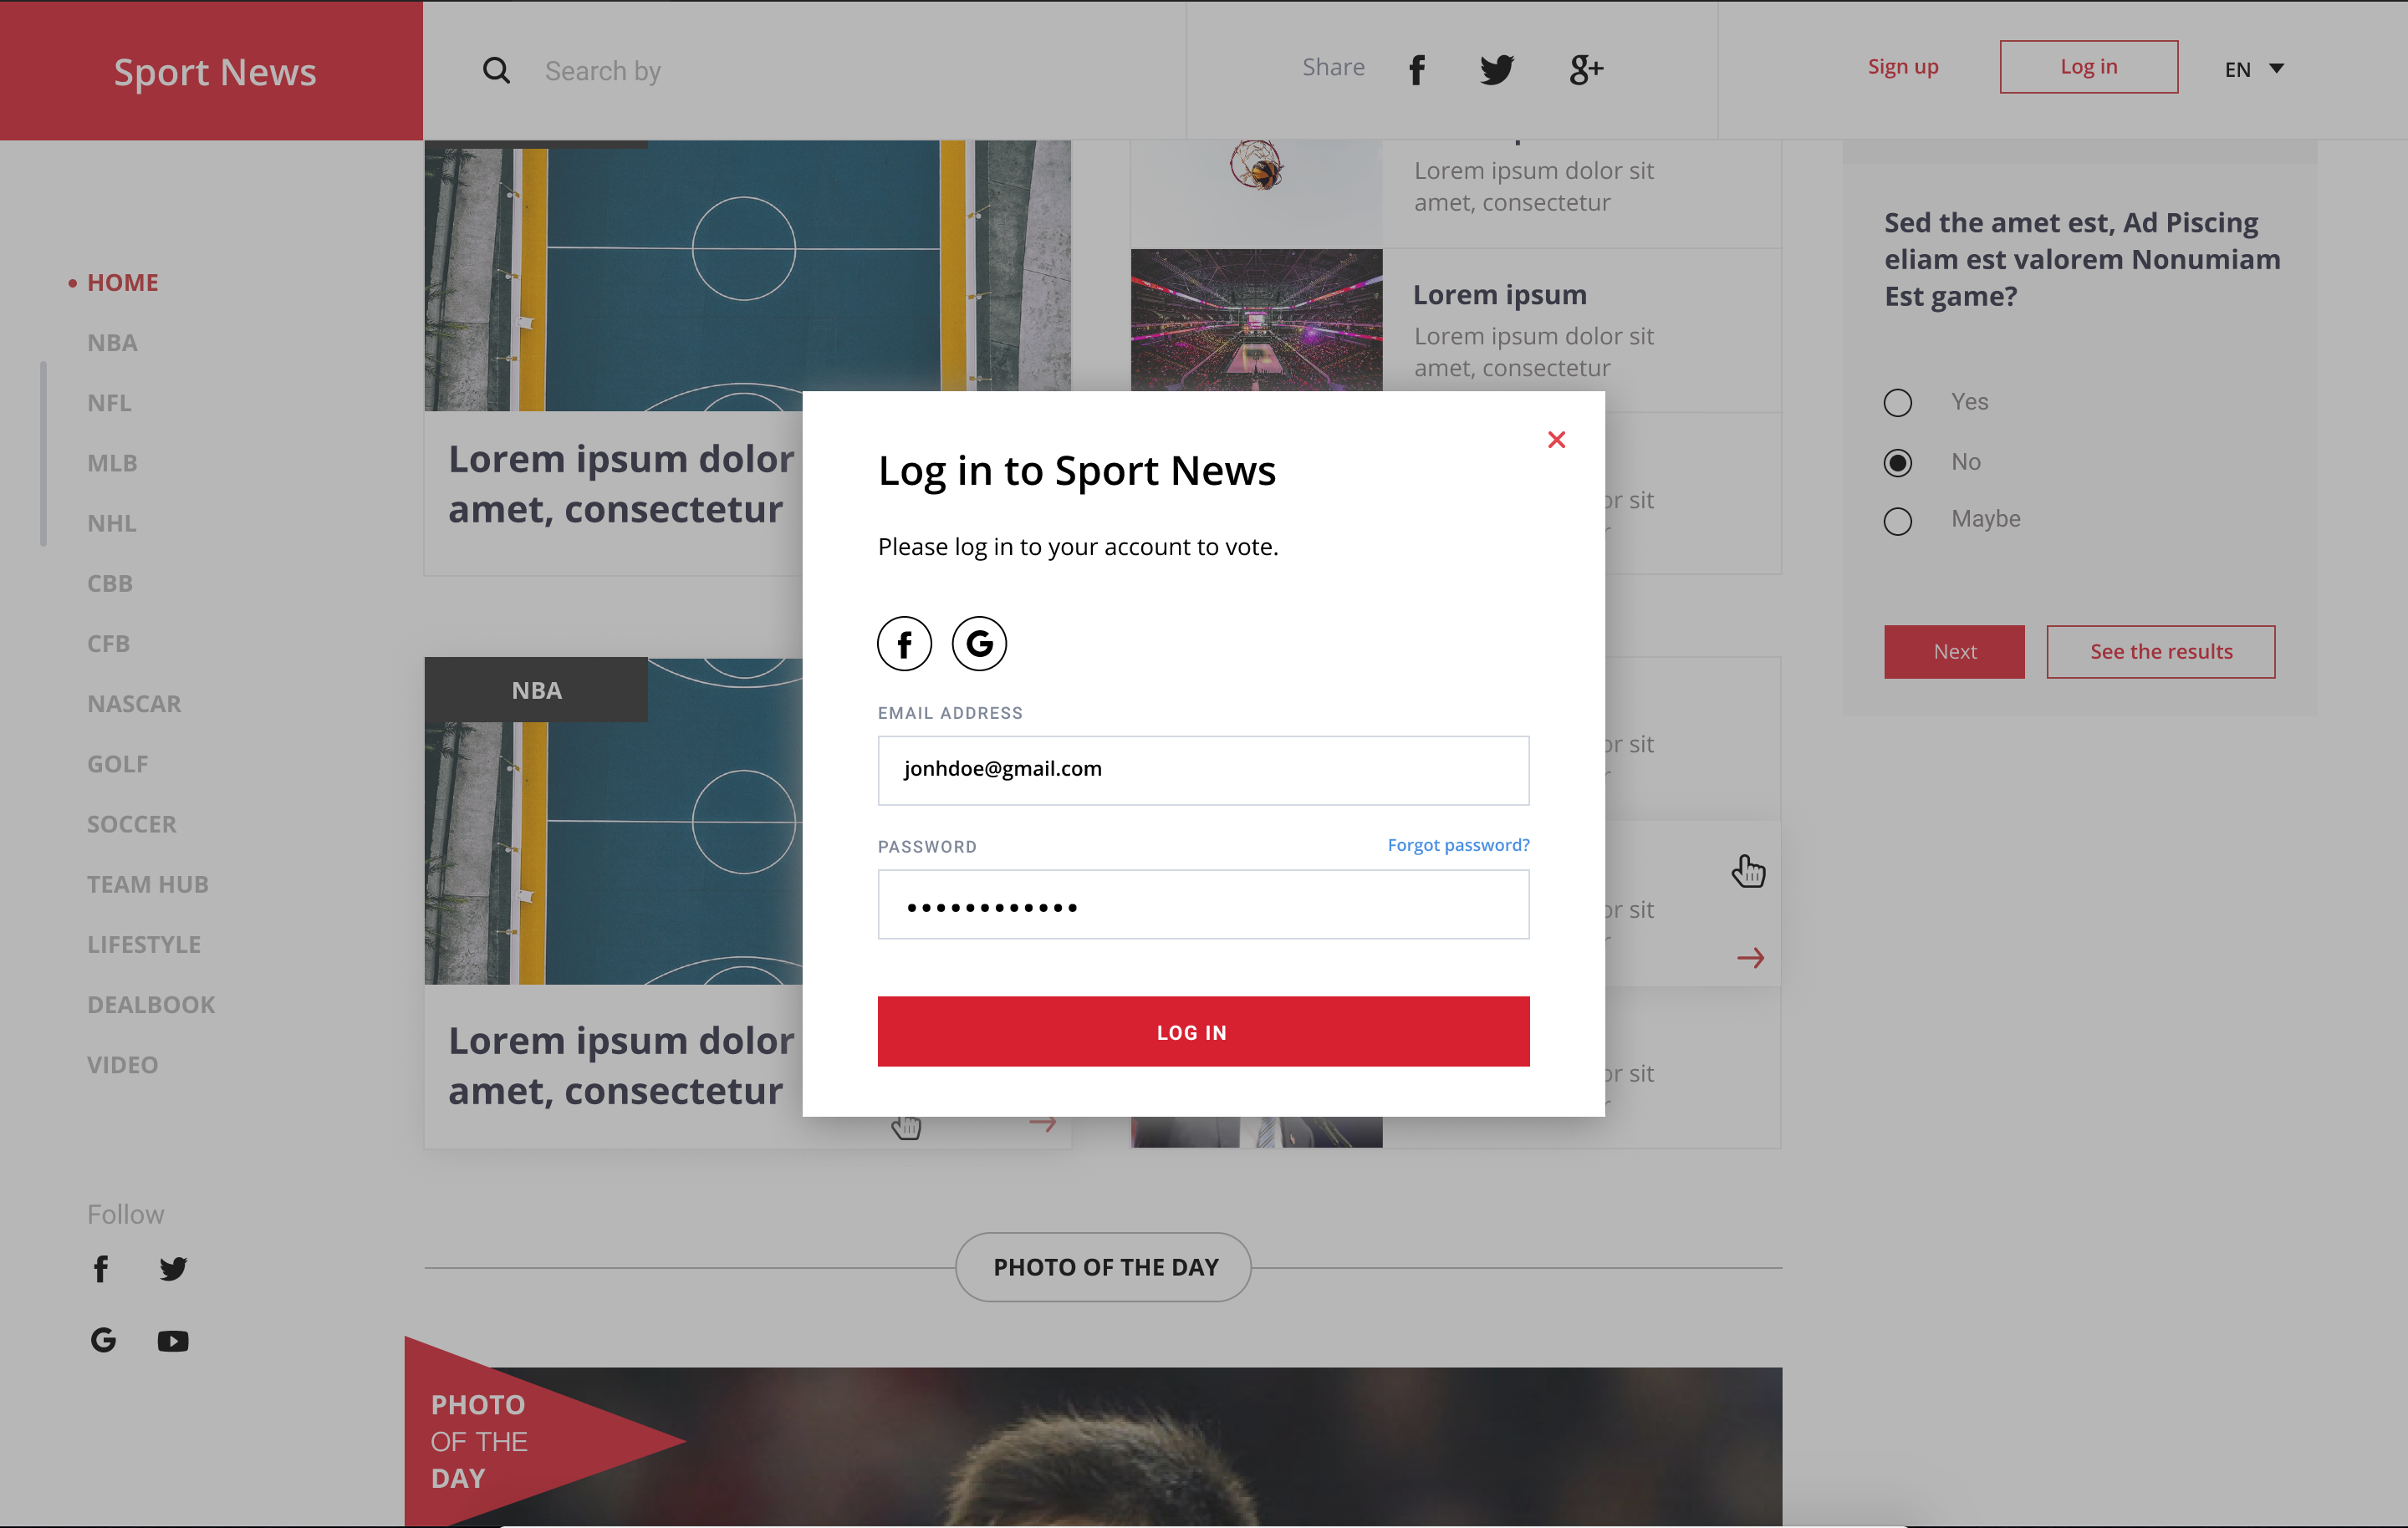 Sport News
Search by
Share
Sign up
Log in
EN
HOME
NBA
NFL
MLB
NHL
CBB
CFB
NASCAR
GOLF
SOCCER
TEAM HUB
LIFESTYLE
DEALBOOK
VIDEO
Follow
Lorem ipsum dolor
amet, consectetur
NBA
Lorem ipsum dolor
amet, consectetur
Lorem ipsum dolor sit
amet, consectetur
Lorem ipsum
Lorem ipsum dolor sit
amet, consectetur
sit
sit
sit
sit
Log in to Sport News
Please log in to your account to vote.
EMAIL ADDRESS
jonhdoe@gmail.com
PASSWORD
Forgot password?
LOG IN
Sed the amet est, Ad Piscing
eliam est valorem Nonumiam
Est game?
Yes
No
Maybe
Next
See the results
PHOTO OF THE DAY
PHOTO
OF THE
DAY